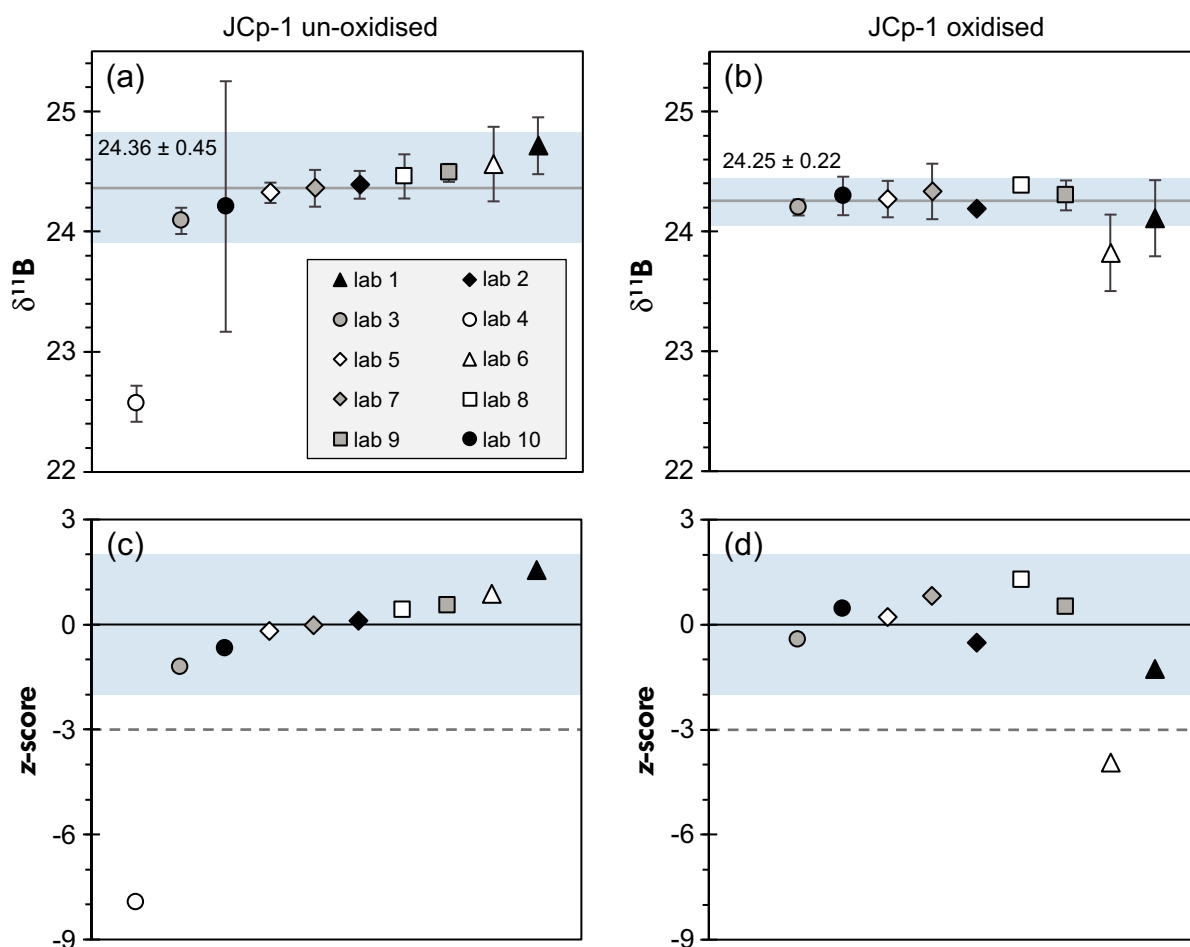 JCp-1 un-oxidised
JCp-1 oxidised
(a)
25
24
23
22
δ¹¹B
24.36 ± 0.45
lab 1
lab 2
lab 3
lab 4
lab 5
lab 6
lab 7
lab 8
lab 9
lab 10
(b)
25
24
23
22
δ¹¹B
24.25 ± 0.22
(c)
3
0
-3
-6
-9
z-score
(d)
3
0
-3
-6
-9
z-score